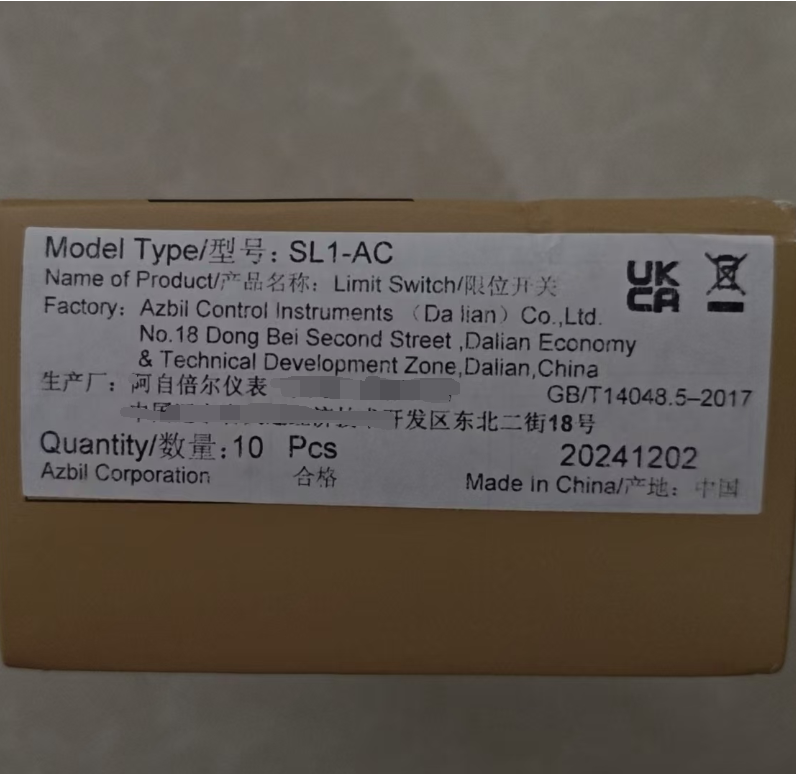 Model Type/型号: SL1-AC
Name of Product/产品名称: Limit Switch/限位开关
UK
CA
Factory: Azbil Control Instruments （Da lian）Co.,Ltd.
No.18 Dong Bei Second Street ,Dalian Economy
& Technical Development Zone,Dalian,China
生产厂: 阿自倍尔仪表
GB/T14048.5–2017
开发区东北二街18号
Quantity/数量: 10 Pcs
20241202
Azbil Corporation
合格
Made in China/产地: 中国